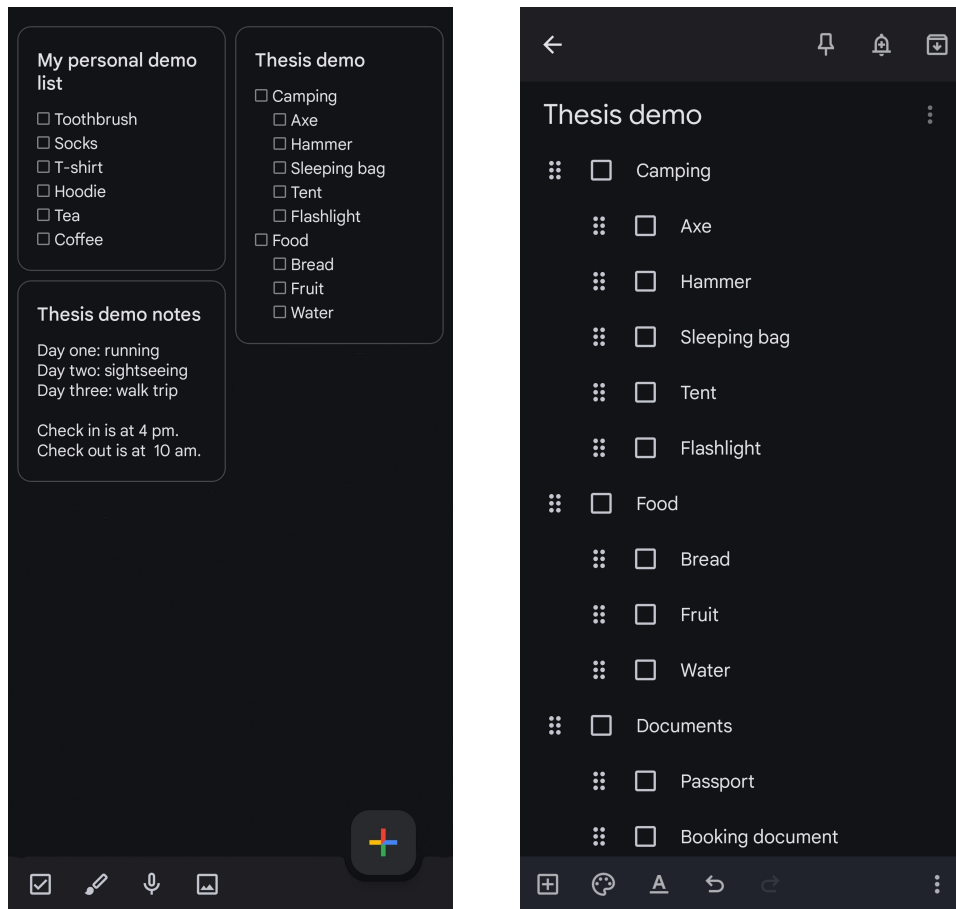 My personal demo
list
Toothbrush
Socks
T-shirt
Hoodie
Tea
Coffee
Thesis demo notes
Day one: running
Day two: sightseeing
Day three: walk trip
Check in is at 4 pm.
Check out is at  10 am.
Thesis demo
Camping
Axe
Hammer
Sleeping bag
Tent
Flashlight
Food
Bread
Fruit
Water
Thesis demo
Camping
Axe
Hammer
Sleeping bag
Tent
Flashlight
Food
Bread
Fruit
Water
Documents
Passport
Booking document